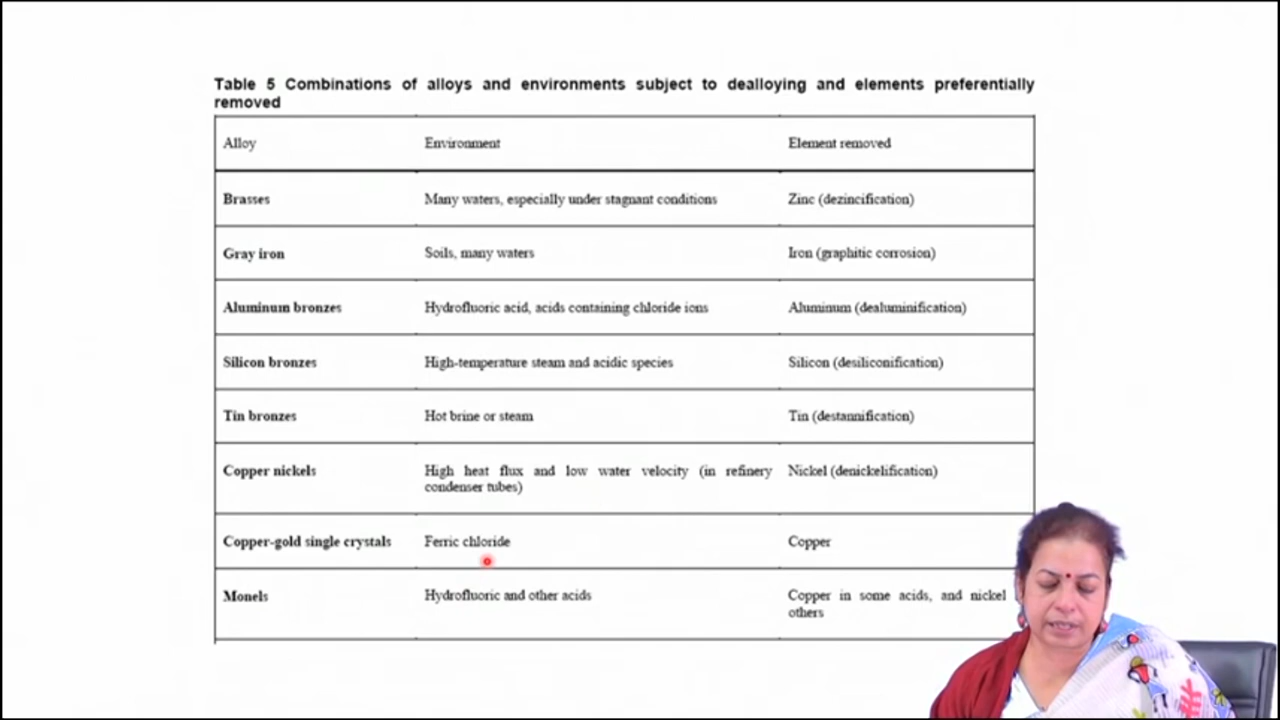 Table 5 Combinations of alloys and environments subject to dealloying and elements preferentially
removed
Alloy Environment Element removed
Brasses Many waters, especially under stagnant conditions Zinc (dezincification)
Gray iron Soils, many waters Iron (graphitic corrosion)
Aluminum bronzes Hydrofluoric acid, acids containing chloride ions Aluminum (dealuminification)
Silicon bronzes High-temperature steam and acidic species Silicon (desiliconification)
Tin bronzes Hot brine or steam Tin (destannification)
Copper nickels High heat flux and low water velocity (in refinery Nickel (denickelification)
condenser tubes)
Copper-gold single crystals Ferric chloride Copper
Monels Hydrofluoric and other acids Copper in some acids, and nickel
others